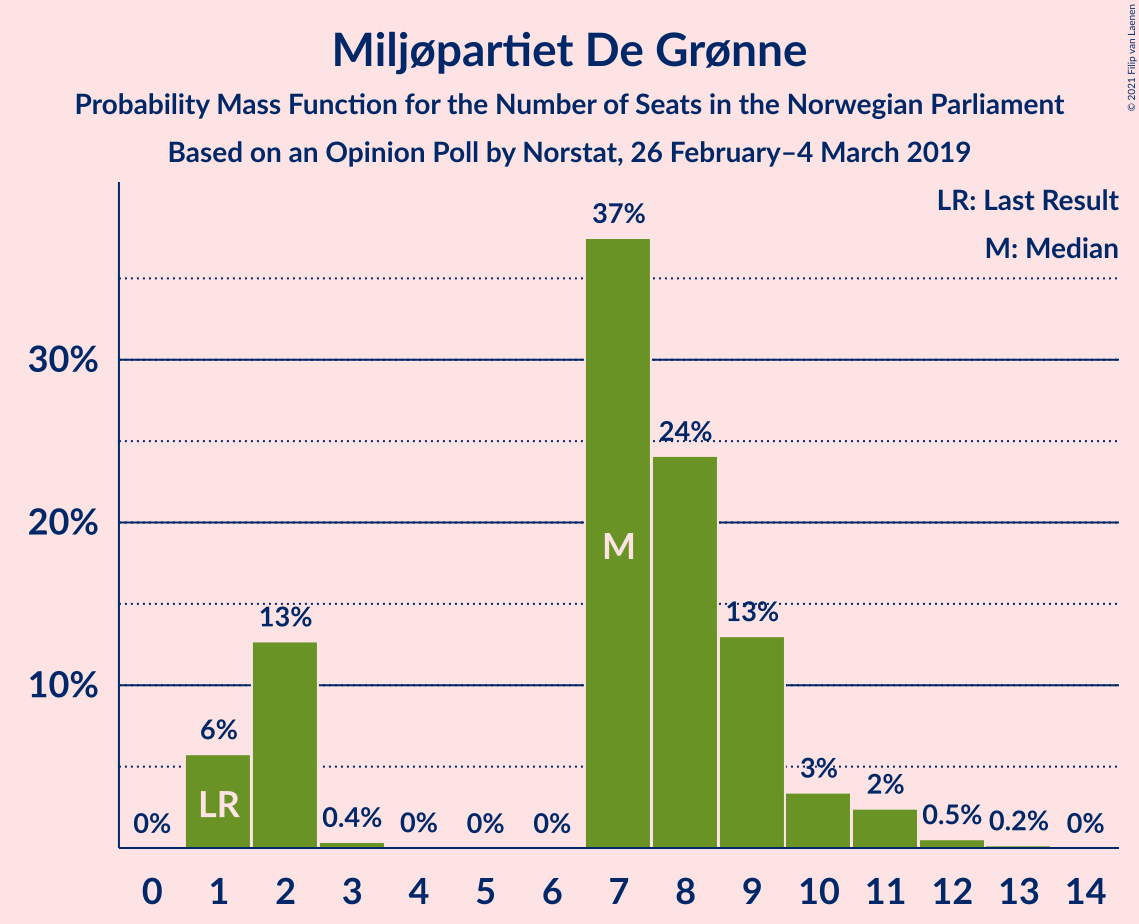 Miljøpartiet De Grønne
Probability Mass Function for the Number of Seats in the Norwegian Parliament
Based on an Opinion Poll by Norstat, 26 February–4 March 2019
© 2021 Filip van Laenen
LR: Last Result
M: Median
30%
20%
10%
0%
6%
13%
0.4%
0%
0%
0%
37%
24%
13%
3%
2%
0.5%
0.2%
0%
LR
M
0 1 2 3 4 5 6 7 8 9 10 11 12 13 14